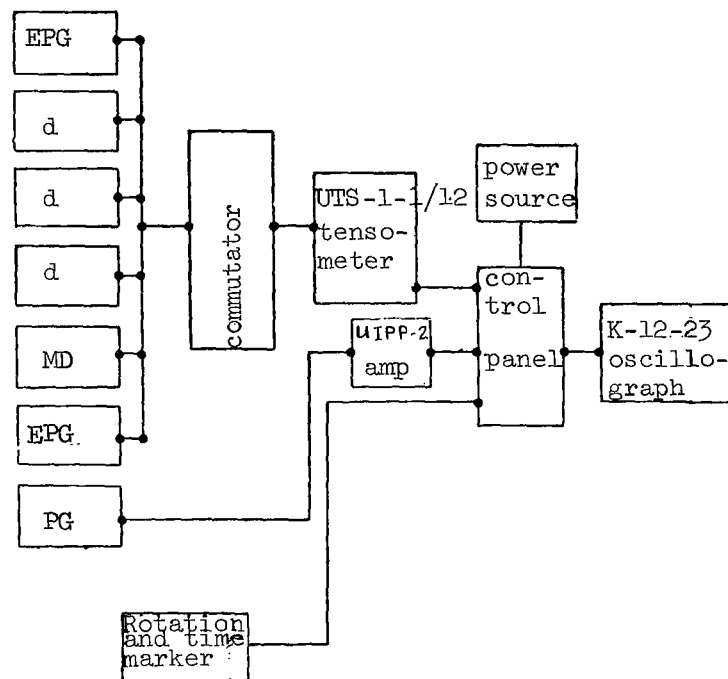 EPG
d
d
d
MD
EPG
PG
commutator
UTS-1-1/12
tenso-
meter
UIPP-2
amp
power
source
con-
trol
panel
K-12-23
oscillo-
graph
Rotation
and time
marker